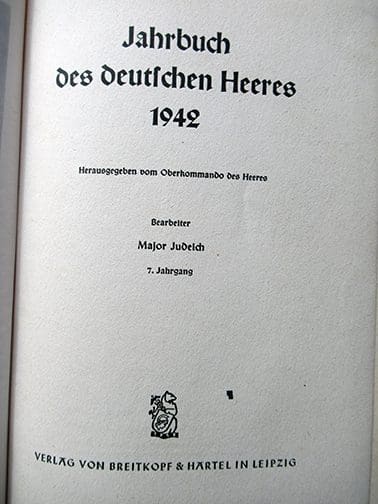 Jahrbuch
des deutſchen Heeres
1942
Herausgegeben vom Oberkommando des Heeres
Bearbeiter
Major Judeich
7. Jahrgang
VERLAG VON BREITKOPF & HÄRTEL IN LEIPZIG